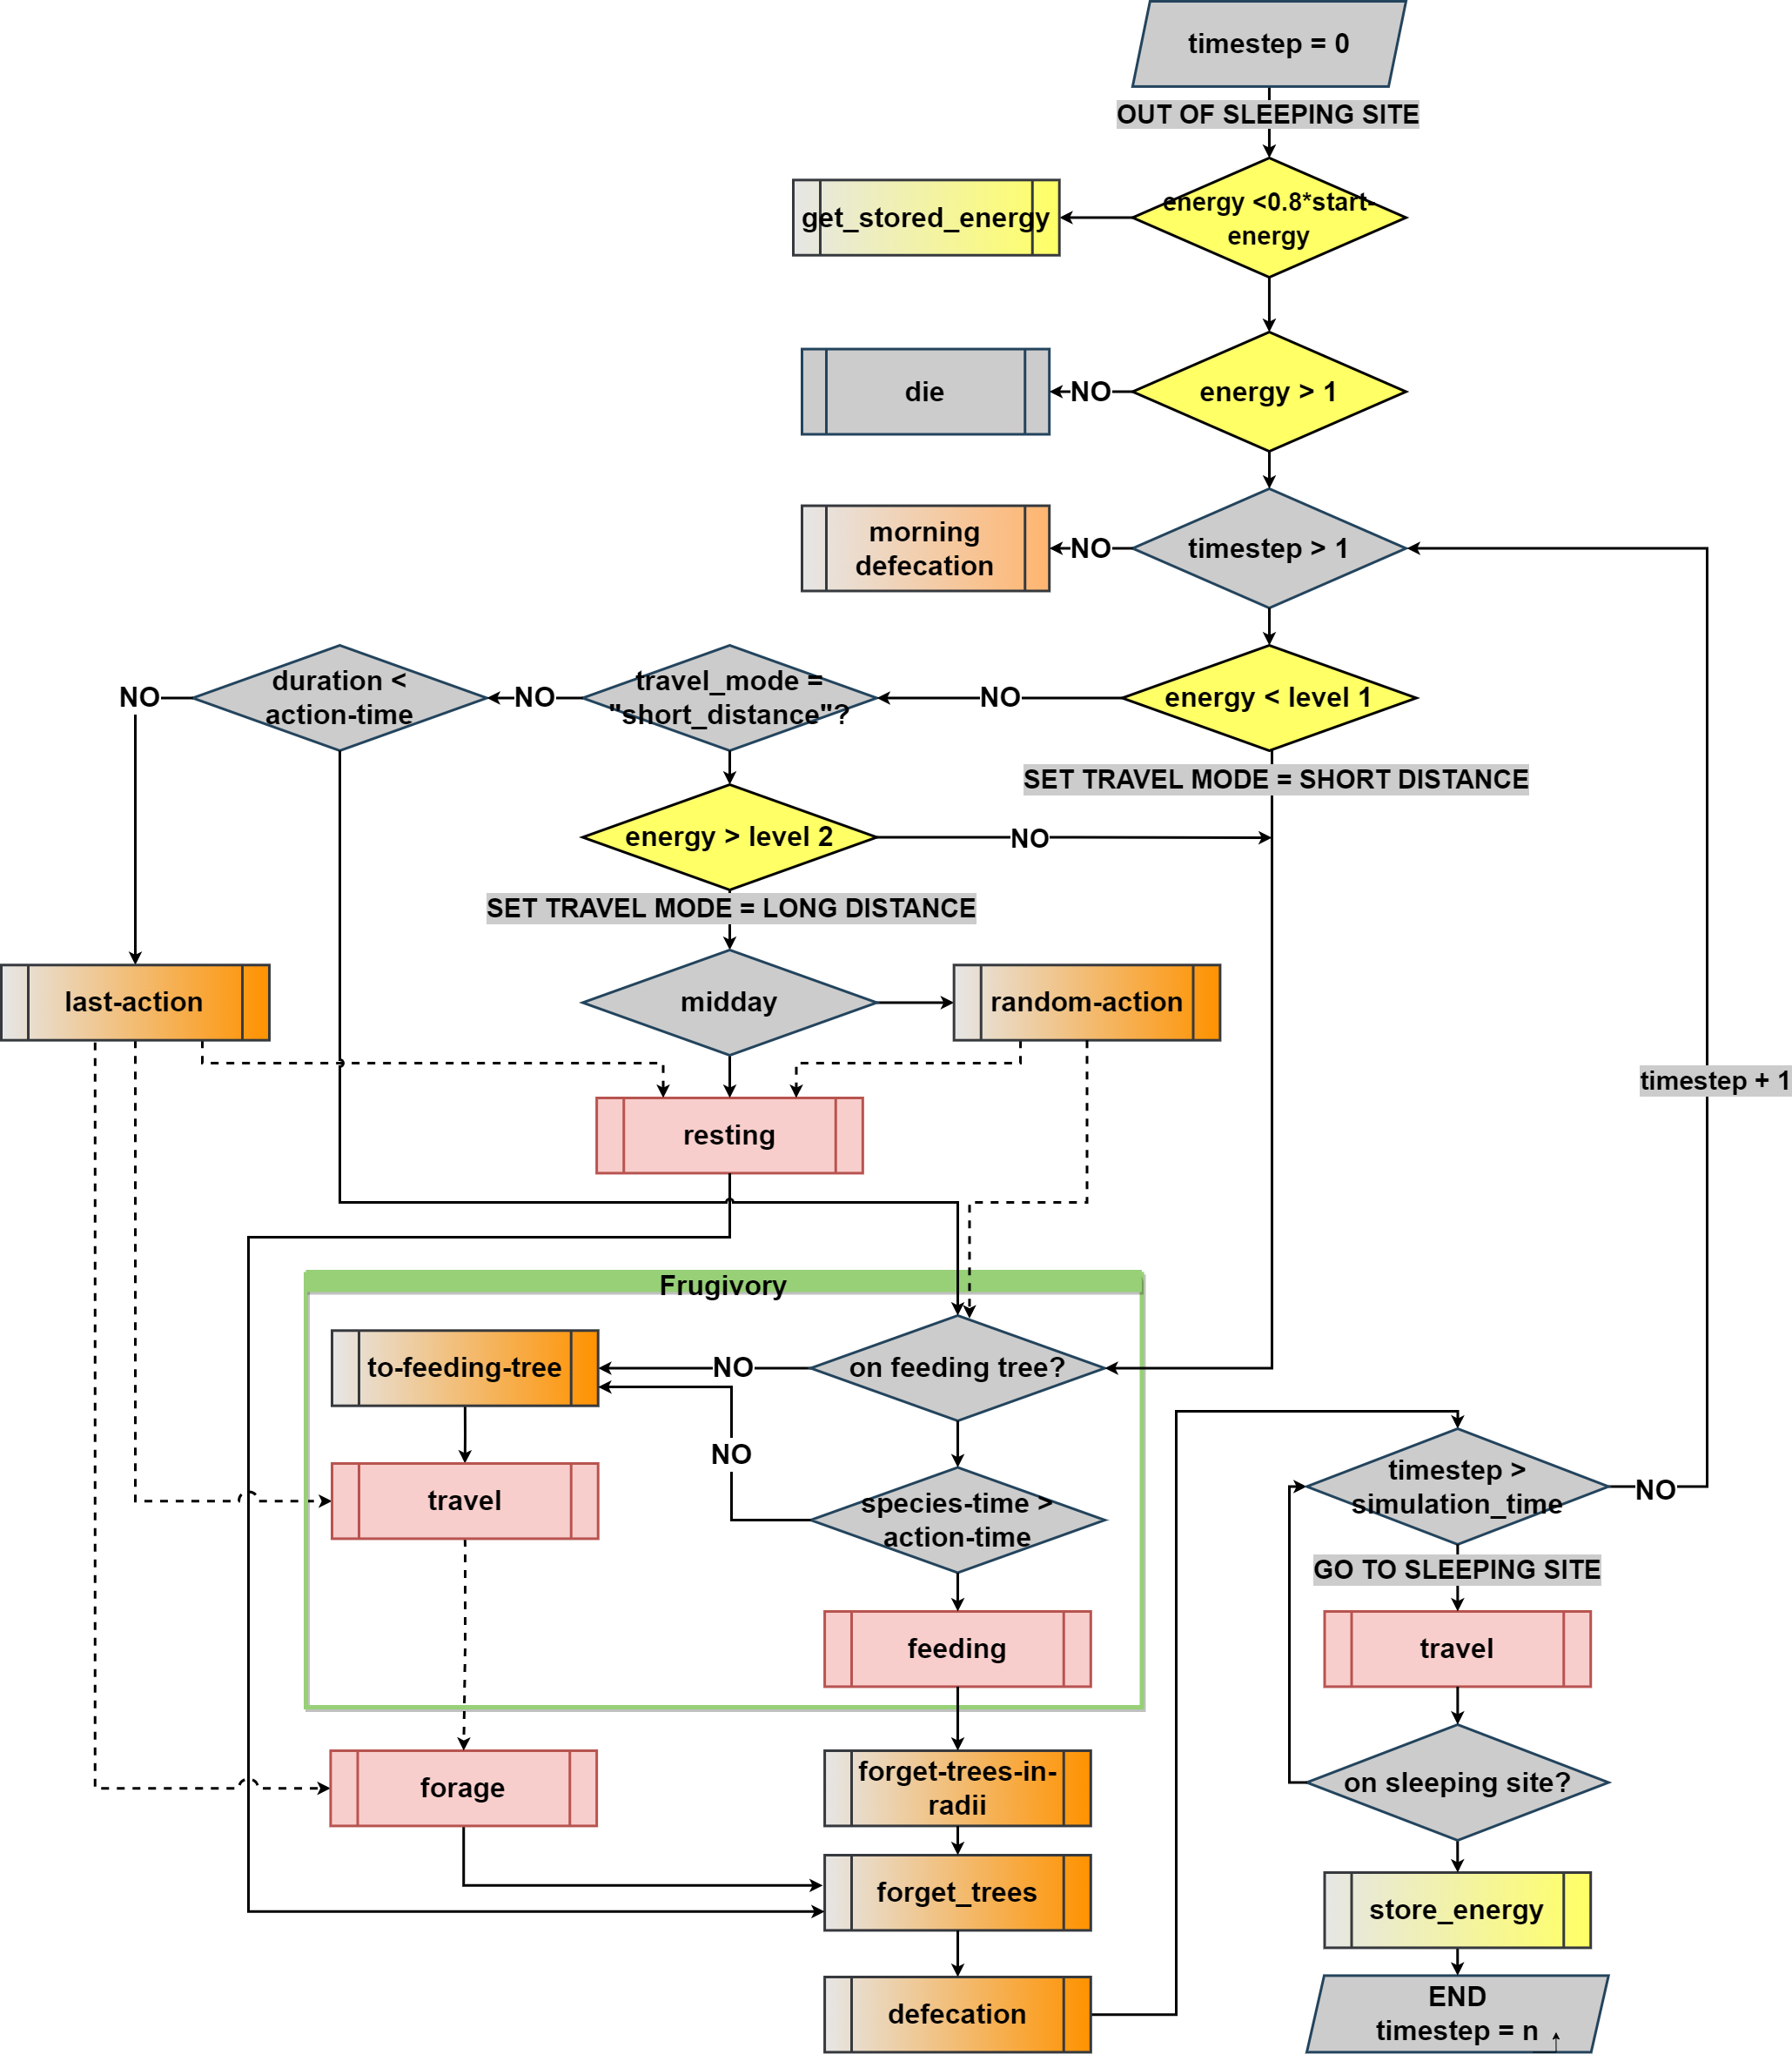 timestep = 0
OUT OF SLEEPING SITE
energy <0.8*start-
energy
get_stored_energy
energy > 1
NO
die
timestep > 1
NO
morning
defecation
energy < level 1
NO
travel_mode =
"short_distance"?
NO
duration <
action-time
NO
SET TRAVEL MODE = SHORT DISTANCE
energy > level 2
NO
SET TRAVEL MODE = LONG DISTANCE
last-action
midday
random-action
timestep + 1
resting
Frugivory
to-feeding-tree
NO
on feeding tree?
NO
travel
species-time >
action-time
timestep >
simulation_time
NO
GO TO SLEEPING SITE
feeding
travel
forage
forget-trees-in-
radii
on sleeping site?
forget_trees
store_energy
defecation
END
timestep = n